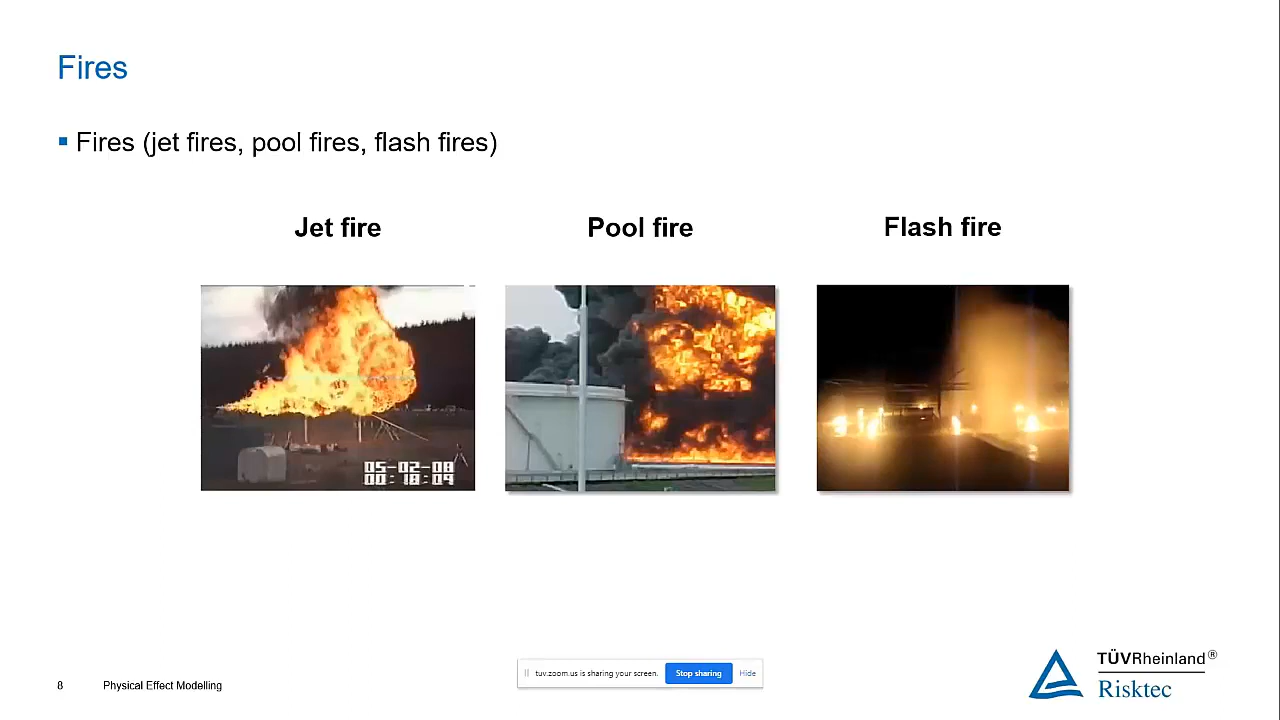 Fires
Fires (jet fires, pool fires, flash fires)
Jet fire
Pool fire
Flash fire
05-02-08
00:18:09
8
Physical Effect Modelling
tuv.zoom.us is sharing your screen.
Stop sharing
Hide
TÜVRheinland®
Risktec